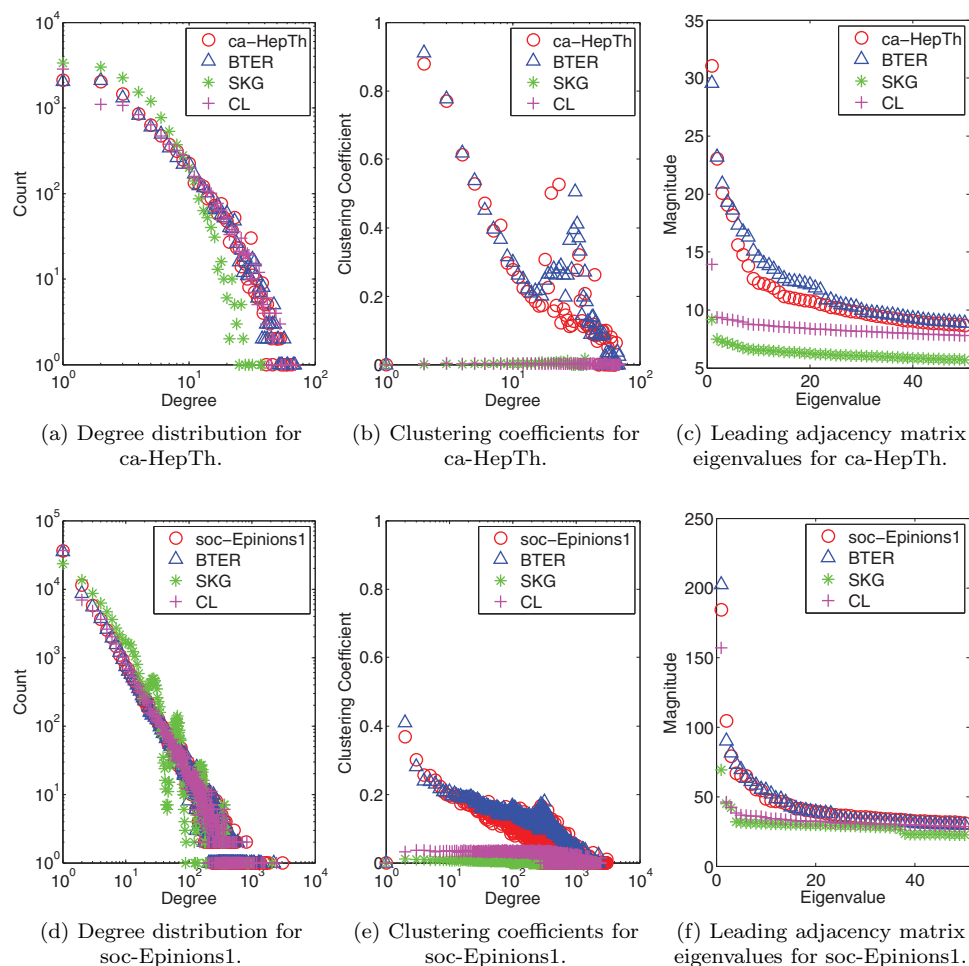 10^4
10^3
10^2
10^1
10^0
Count
10^0
10^1
10^2
Degree
ca-HepTh
BTER
SKG
CL
(a) Degree distribution for
ca-HepTh.
1
0.8
0.6
0.4
0.2
0
Clustering Coefficient
10^0
10^1
10^2
Degree
ca-HepTh
BTER
SKG
CL
(b) Clustering coefficients for
ca-HepTh.
35
30
25
20
15
10
5
Magnitude
0
20
40
Eigenvalue
ca-HepTh
BTER
SKG
CL
(c) Leading adjacency matrix
eigenvalues for ca-HepTh.
10^5
10^4
10^3
10^2
10^1
10^0
Count
10^0
10^1
10^2
10^3
10^4
Degree
soc-Epinions1
BTER
SKG
CL
(d) Degree distribution for
soc-Epinions1.
1
0.8
0.6
0.4
0.2
0
Clustering Coefficient
10^0
10^1
10^2
10^3
10^4
Degree
soc-Epinions1
BTER
SKG
CL
(e) Clustering coefficients for
soc-Epinions1.
250
200
150
100
50
0
Magnitude
0
20
40
Eigenvalue
soc-Epinions1
BTER
SKG
CL
(f) Leading adjacency matrix
eigenvalues for soc-Epinions1.